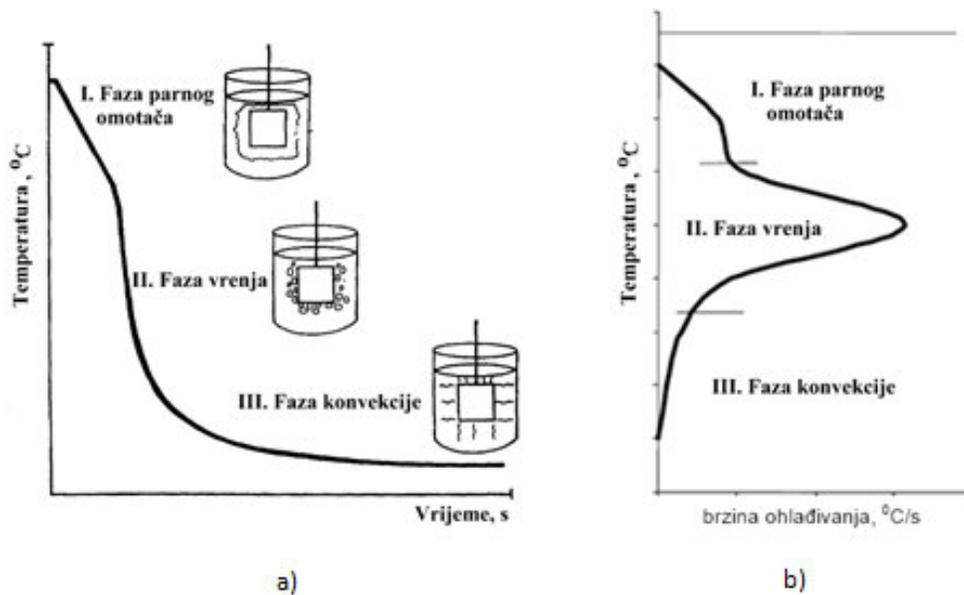 Temperatura, °C
I. Faza parnog
omotača
II. Faza vrenja
III. Faza konvekcije
Vrijeme, s
a)
Temperatura, °C
I. Faza parnog
omotača
II. Faza vrenja
III. Faza konvekcije
brzina ohlađivanja, °C/s
b)